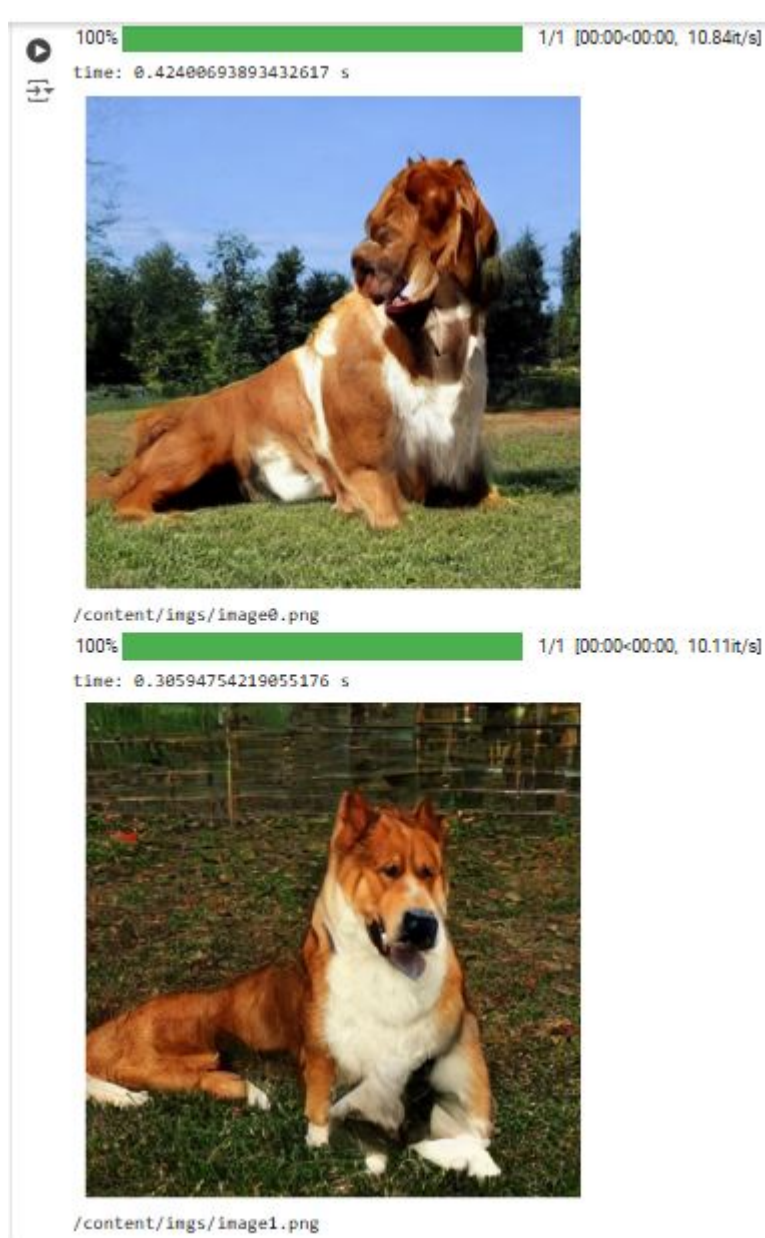 100% 1/1 [00:00<00:00, 10.84it/s]
time: 0.42400693893432617 s
/content/imgs/image0.png
100% 1/1 [00:00<00:00, 10.11it/s]
time: 0.30594754219055176 s
/content/imgs/image1.png